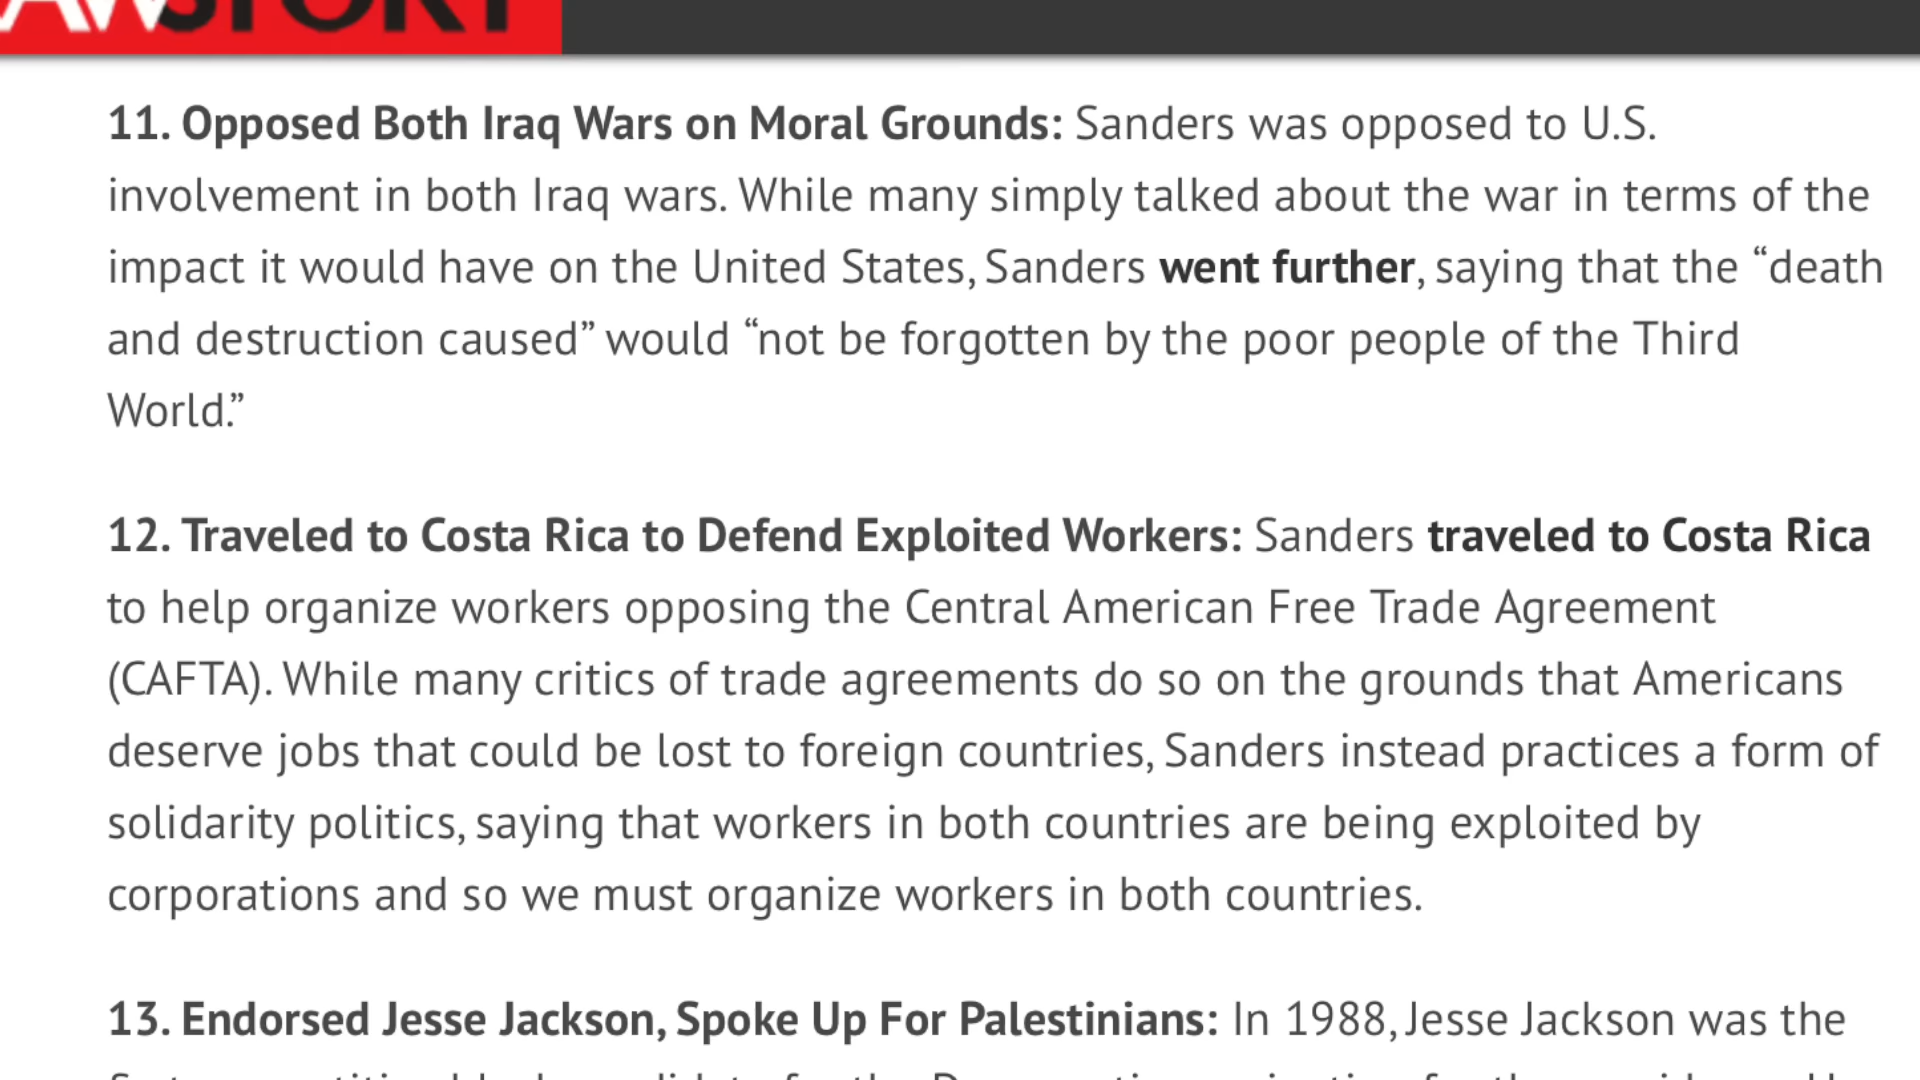 11. Opposed Both Iraq Wars on Moral Grounds: Sanders was opposed to U.S.
involvement in both Iraq wars. While many simply talked about the war in terms of the
impact it would have on the United States, Sanders went further, saying that the “death
and destruction caused” would “not be forgotten by the poor people of the Third
World.”
12. Traveled to Costa Rica to Defend Exploited Workers: Sanders traveled to Costa Rica
to help organize workers opposing the Central American Free Trade Agreement
(CAFTA). While many critics of trade agreements do so on the grounds that Americans
deserve jobs that could be lost to foreign countries, Sanders instead practices a form of
solidarity politics, saying that workers in both countries are being exploited by
corporations and so we must organize workers in both countries.
13. Endorsed Jesse Jackson, Spoke Up For Palestinians: In 1988, Jesse Jackson was the